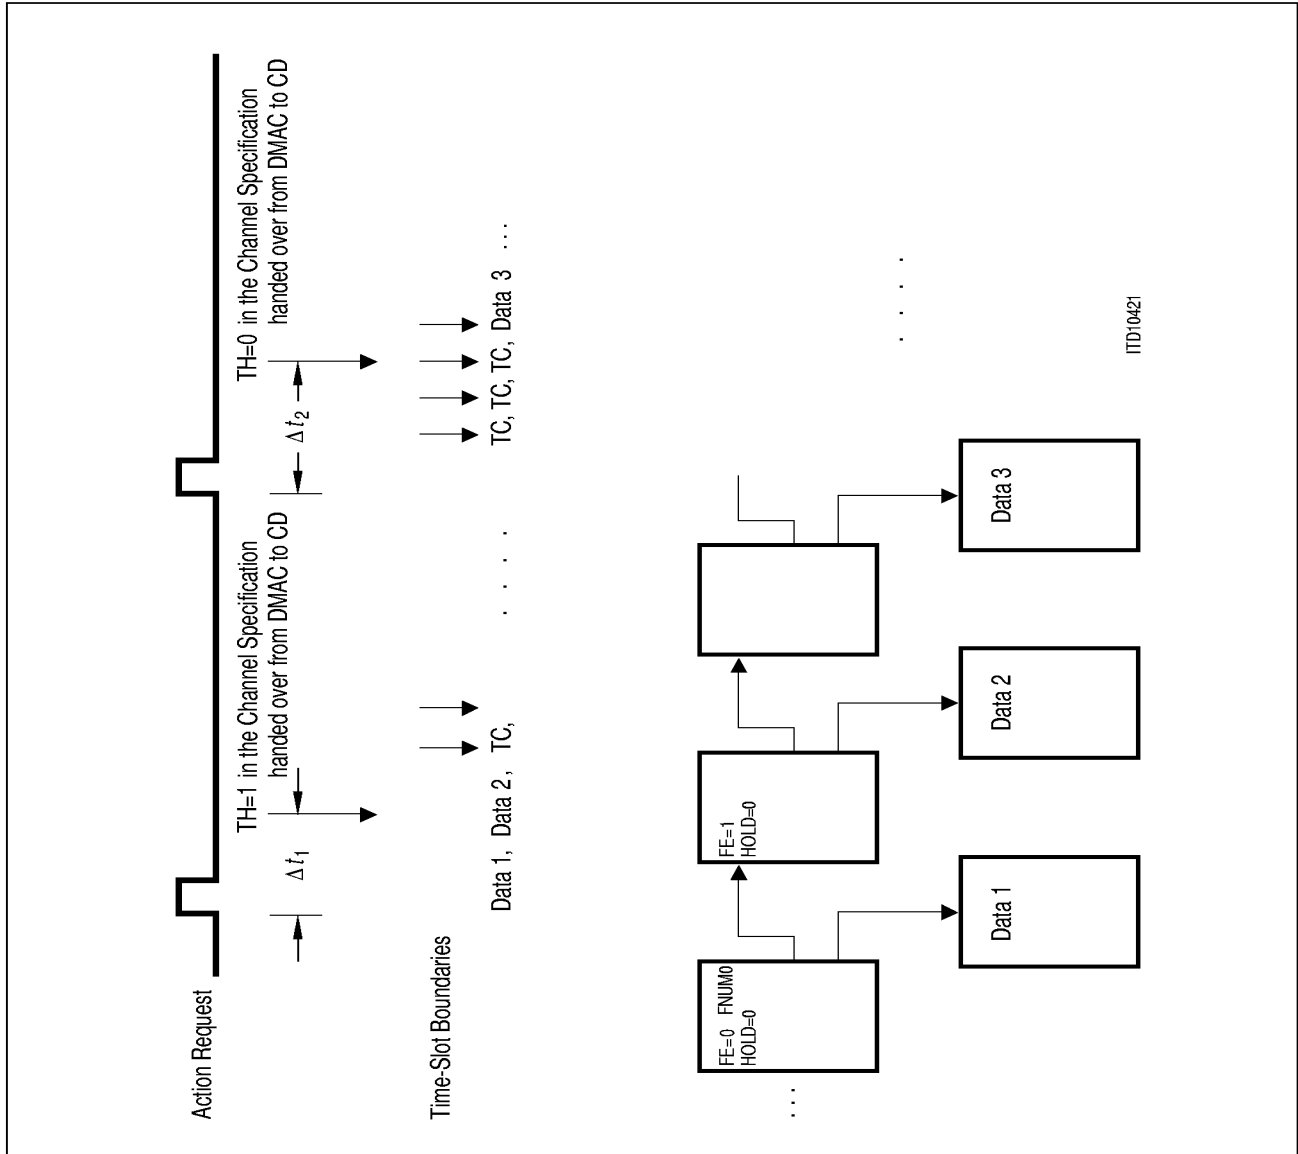 Action Request
TH=1 in the Channel Specification
handed over from DMAC to CD
TH=0 in the Channel Specification
handed over from DMAC to CD
Δt₁
Δt₂
Time-Slot Boundaries
Data 1, Data 2, TC, . . . . TC, TC, TC, Data 3 ...
...
FE=0 FNUM0
HOLD=0
FE=1
HOLD=0
. . . .
Data 1
Data 2
Data 3
ITD10421